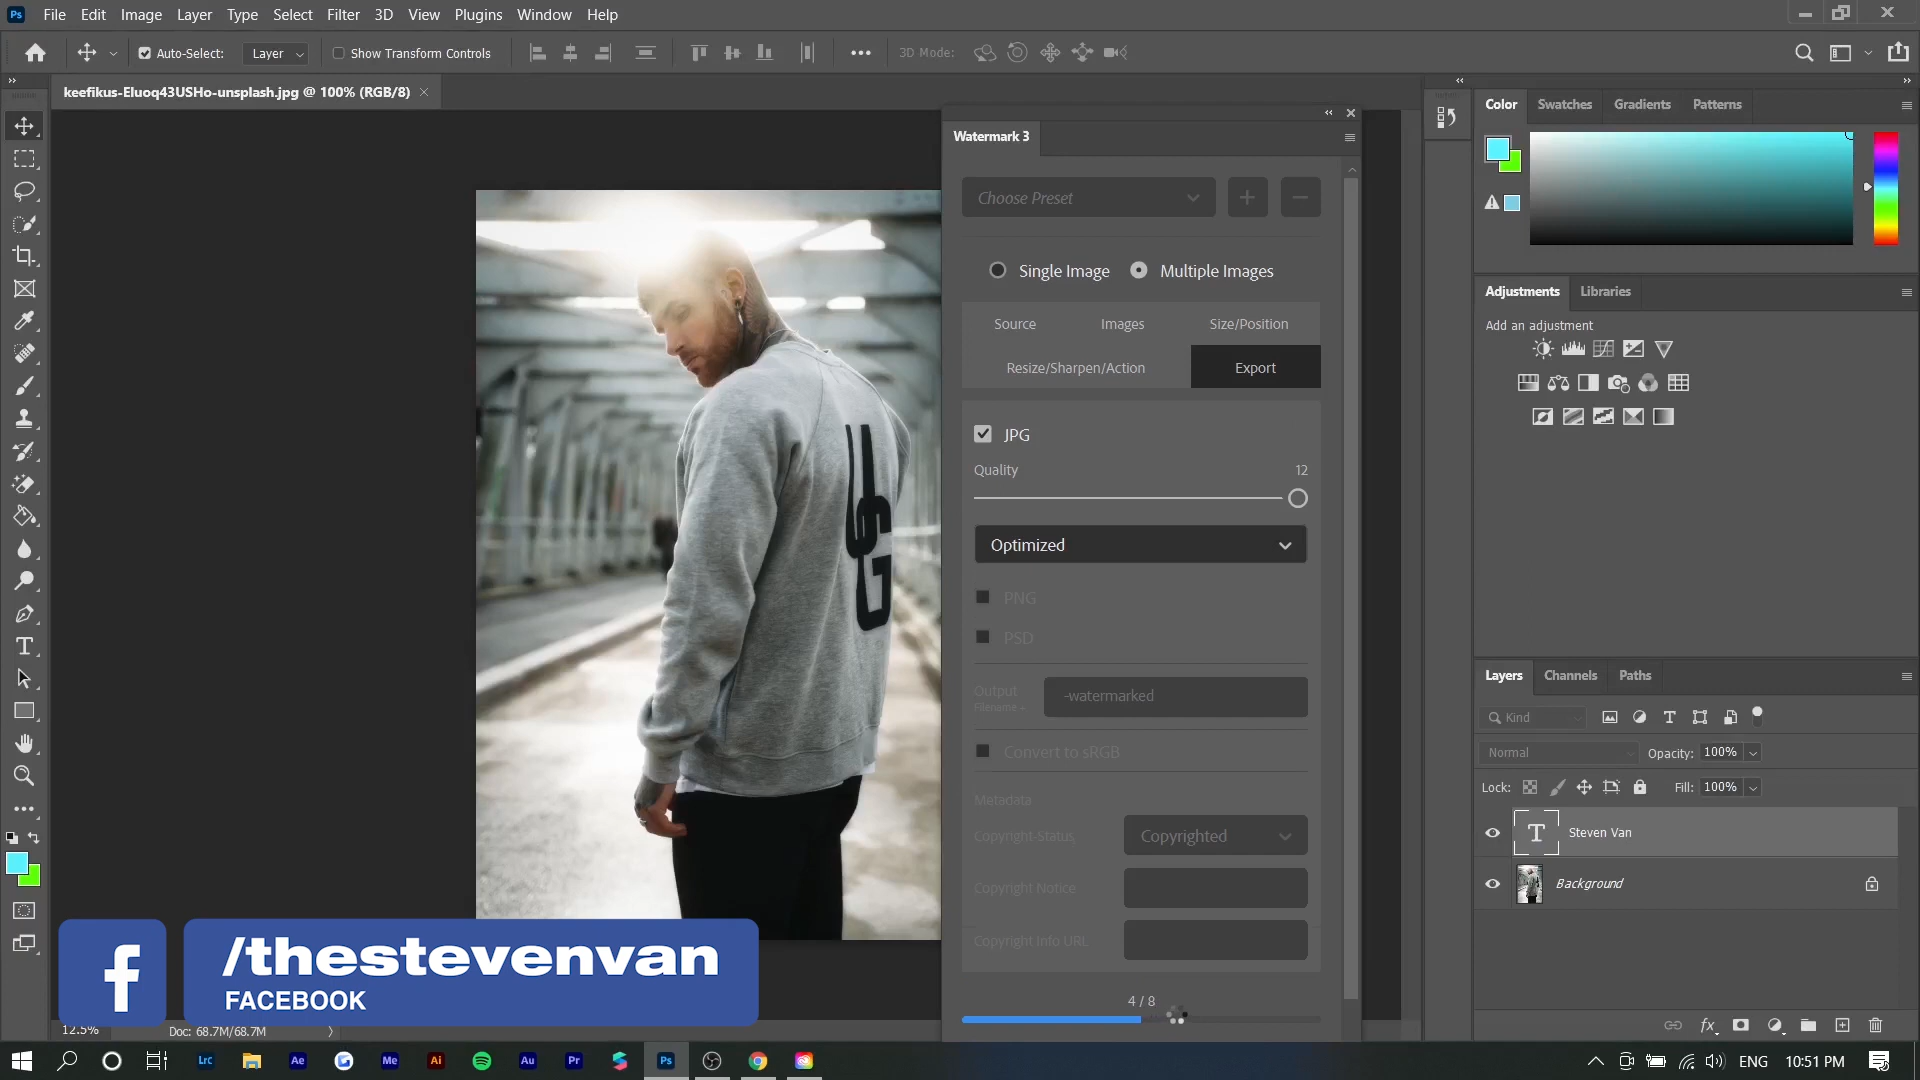 Ps File Edit Image Layer Type Select Filter 3D View Plugins Window Help
Auto-Select: Layer Show Transform Controls 3D Mode:
keefikus-Eluoq43USHo-unsplash.jpg @ 100% (RGB/8)
Watermark 3
Choose Preset
Single Image Multiple Images
Source Images Size/Position
Resize/Sharpen/Action Export
JPG
Quality 12
Optimized
PNG
PSD
Output
Filename +
-watermarked
Convert to sRGB
Metadata
Copyright-Status Copyrighted
Copyright Notice
Copyright Info URL
4 / 8
Color Swatches Gradients Patterns
Adjustments Libraries
Add an adjustment
Layers Channels Paths
Kind
Normal Opacity: 100%
Lock: Fill: 100%
T Steven Van
Background
fx
USG
f /thestevenvan
FACEBOOK
12.5% Doc: 68.7M/68.7M
Lrc Ae Me Ai Au Pr Ps
ENG 10:51 PM